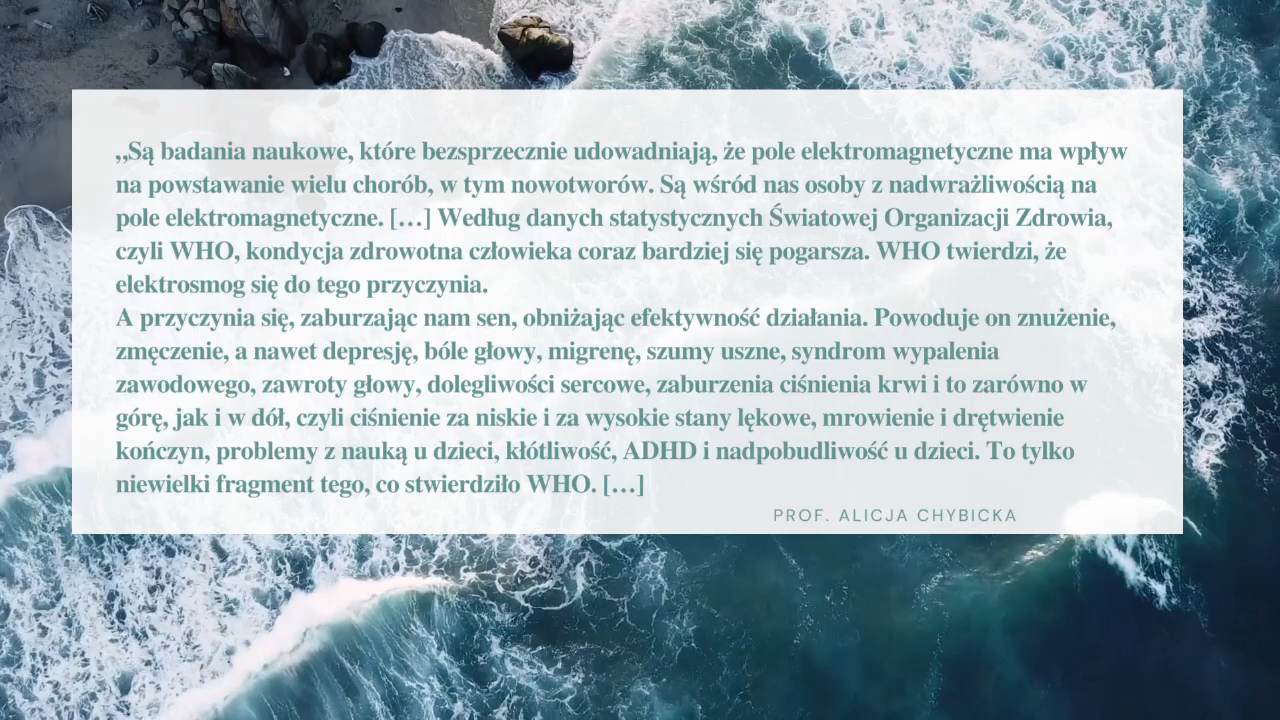 „Są badania naukowe, które bezsprzecznie udowadniają, że pole elektromagnetyczne ma wpływ
na powstawanie wielu chorób, w tym nowotworów. Są wśród nas osoby z nadwrażliwością na
pole elektromagnetyczne. […] Według danych statystycznych Światowej Organizacji Zdrowia,
czyli WHO, kondycja zdrowotna człowieka coraz bardziej się pogarsza. WHO twierdzi, że
elektrosmog się do tego przyczynia.
A przyczynia się, zaburzając nam sen, obniżając efektywność działania. Powoduje on znużenie,
zmęczenie, a nawet depresję, bóle głowy, migrenę, szumy uszne, syndrom wypalenia
zawodowego, zawroty głowy, dolegliwości sercowe, zaburzenia ciśnienia krwi i to zarówno w
górę, jak i w dół, czyli ciśnienie za niskie i za wysokie stany lękowe, mrowienie i drętwienie
kończyn, problemy z nauką u dzieci, kłótliwość, ADHD i nadpobudliwość u dzieci. To tylko
niewielki fragment tego, co stwierdziło WHO. […]
PROF. ALICJA CHYBICKA